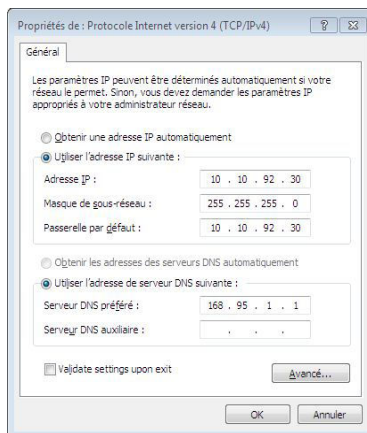 Propriétés de : Protocole Internet version 4 (TCP/IPv4)
Général
Les paramètres IP peuvent être déterminés automatiquement si votre
réseau le permet. Sinon, vous devez demander les paramètres IP
appropriés à votre administrateur réseau.
Obtenir une adresse IP automatiquement
Utiliser l'adresse IP suivante :
Adresse IP : 10 . 10 . 92 . 30
Masque de sous-réseau : 255 . 255 . 255 . 0
Passerelle par défaut : 10 . 10 . 92 . 30
Obtenir les adresses des serveurs DNS automatiquement
Utiliser l'adresse de serveur DNS suivante :
Serveur DNS préféré : 168 . 95 . 1 . 1
Serveur DNS auxiliaire : . . .
Validate settings upon exit
Avancé...
OK Annuler